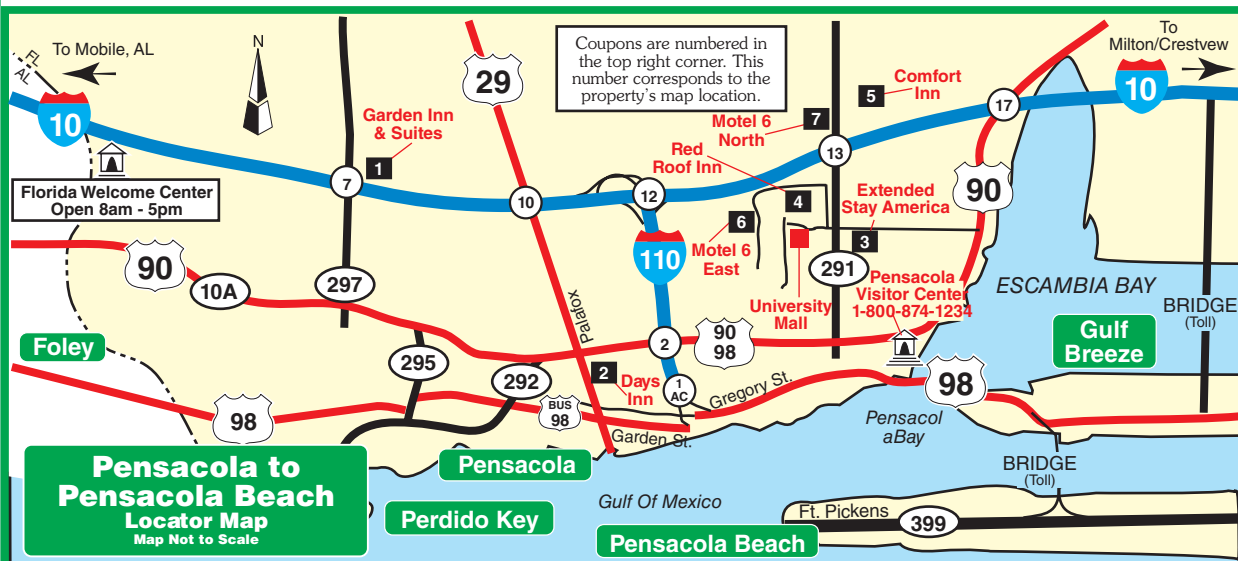 To Mobile, AL
FL
AL
N
29
Coupons are numbered in
the top right corner. This
number corresponds to the
property's map location.
To
Milton/Crestvew
10
10
Garden Inn
& Suites
1
7
Florida Welcome Center
Open 8am - 5pm
10
12
Motel 6
North
7
5
Comfort
Inn
13
17
Red
Roof Inn
4
90
Extended
Stay America
3
6
Motel 6
East
110
University
Mall
291
Pensacola
Visitor Center
1-800-874-1234
ESCAMBIA BAY
BRIDGE
(Toll)
90
10A
297
Palafox
2
90
98
Gulf
Breeze
Foley
295
292
2
Days
Inn
1
AC
Gregory St.
98
98
BUS
98
Garden St.
Pensacol
aBay
BRIDGE
(Toll)
Pensacola to
Pensacola Beach
Locator Map
Map Not to Scale
Pensacola
Perdido Key
Gulf Of Mexico
Pensacola Beach
Ft. Pickens
399